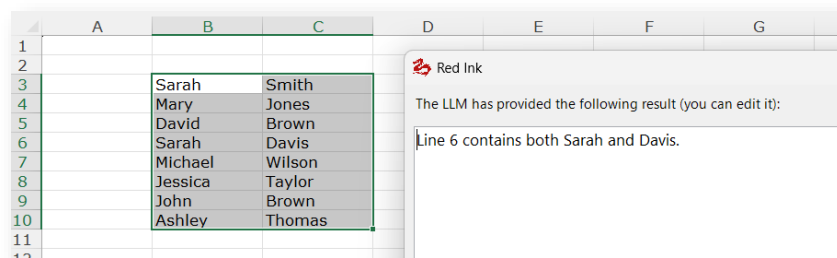 A B C D E F G
1
2
3 Sarah Smith
4 Mary Jones
5 David Brown
6 Sarah Davis
7 Michael Wilson
8 Jessica Taylor
9 John Brown
10 Ashley Thomas
11
12
Red Ink
The LLM has provided the following result (you can edit it):
Line 6 contains both Sarah and Davis.